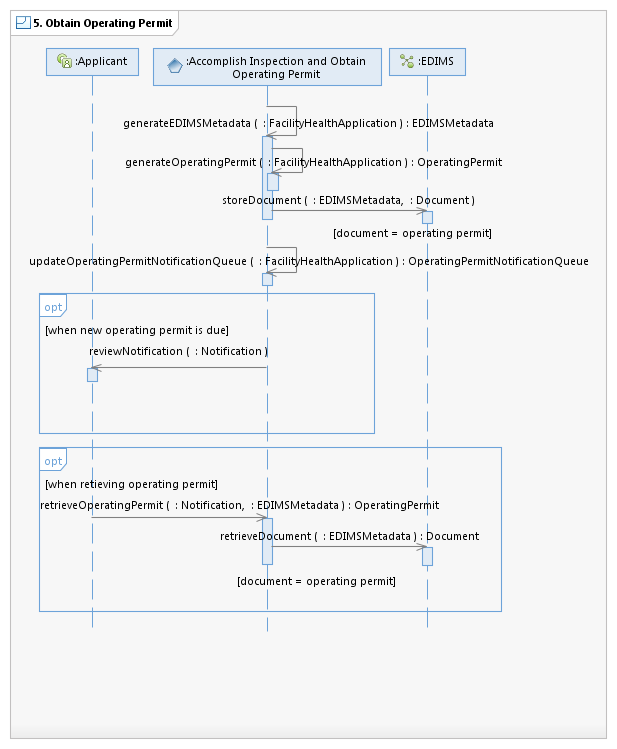 5. Obtain Operating Permit
:Applicant
:Accomplish Inspection and Obtain
Operating Permit
:EDIMS
generateEDIMSMetadata ( : FacilityHealthApplication ) : EDIMSMetadata
generateOperatingPermit ( : FacilityHealthApplication ) : OperatingPermit
storeDocument ( : EDIMSMetadata, : Document )
[document = operating permit]
updateOperatingPermitNotificationQueue ( : FacilityHealthApplication ) : OperatingPermitNotificationQueue
opt
[when new operating permit is due]
reviewNotification ( : Notification )
opt
[when retieving operating permit]
retrieveOperatingPermit ( : Notification, : EDIMSMetadata ) : OperatingPermit
retrieveDocument ( : EDIMSMetadata ) : Document
[document = operating permit]